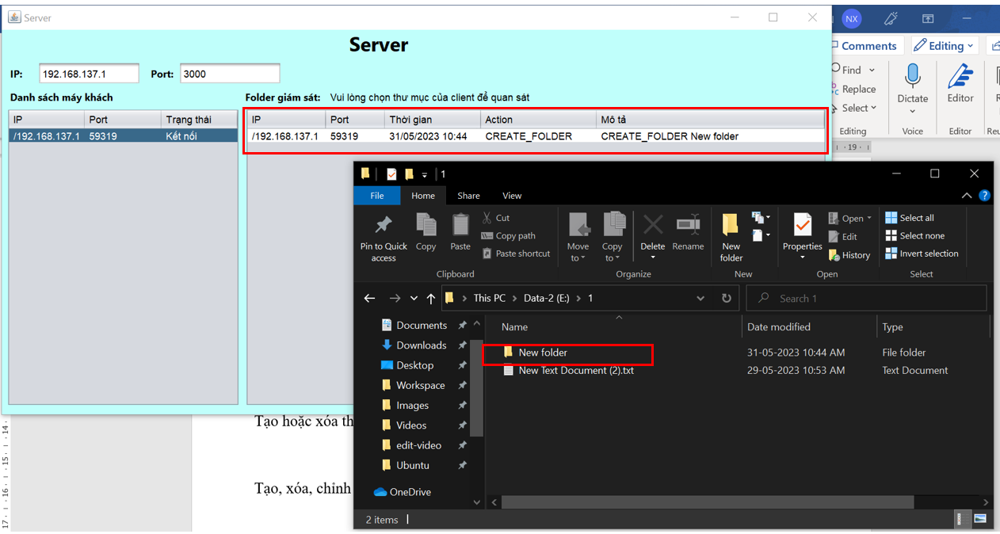 Server
Server
IP: 192.168.137.1 Port: 3000
Danh sách máy khách
IP Port Trạng thái
/192.168.137.1 59319 Kết nối
Folder giám sát: Vui lòng chọn thư mục của client để quan sát
IP Port Thời gian Action Mô tả
/192.168.137.1 59319 31/05/2023 10:44 CREATE_FOLDER CREATE_FOLDER New folder
NX
Comments Editing
Find
Replace
Select
Editing
Dictate
Voice
Editor
Editor
19
1
File Home Share View
Pin to Quick access
Copy
Paste
Cut
Copy path
Paste shortcut
Clipboard
Move to
Copy to
Delete
Rename
Organize
New folder
New
Properties
Open
Edit
History
Open
Select all
Select none
Invert selection
Select
This PC > Data-2 (E:) > 1
Search 1
Documents
Downloads
Desktop
Workspace
Images
Videos
edit-video
Ubuntu
OneDrive
Name Date modified Type
New folder 31-05-2023 10:44 AM File folder
New Text Document (2).txt 29-05-2023 10:53 AM Text Document
2 items
Tạo hoặc xóa th
Tạo, xóa, chỉnh
14
15
16
17